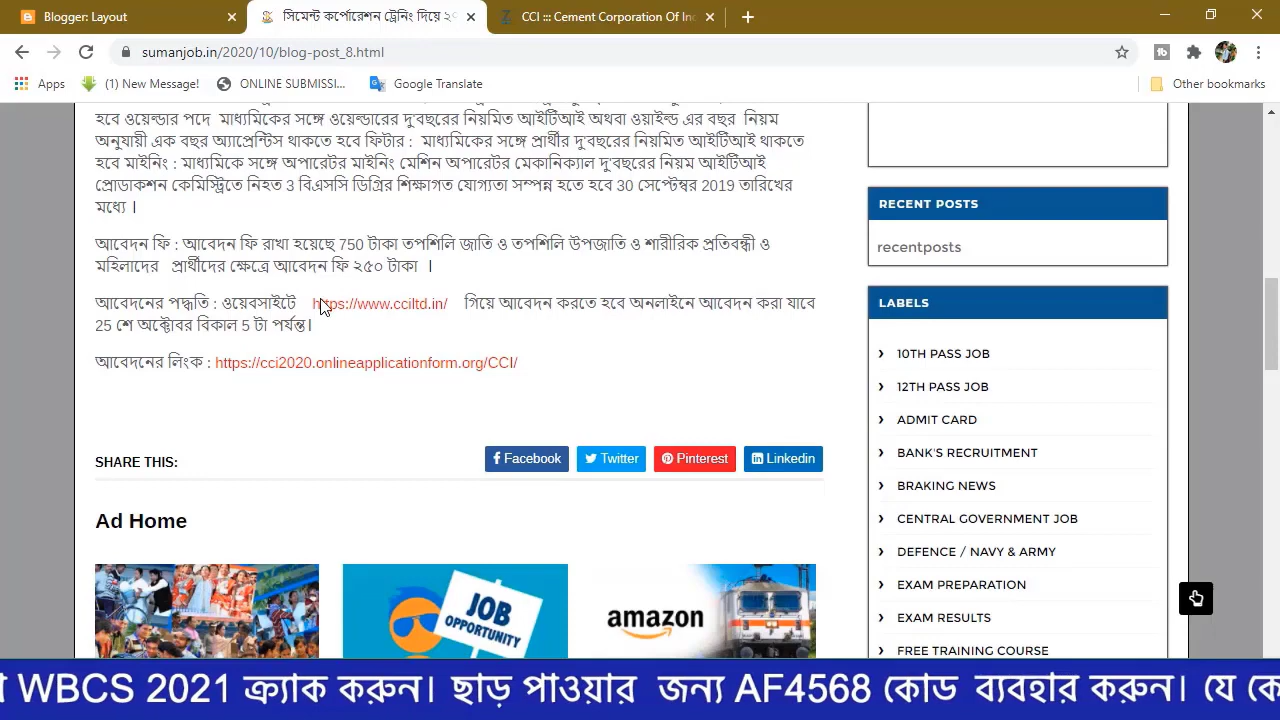 Blogger: Layout
সিমেন্ট কর্পোরেশন ট্রেনিং দিয়ে ২
CCI ::: Cement Corporation Of In
sumanjob.in/2020/10/blog-post_8.html
Apps
(1) New Message!
ONLINE SUBMISSI...
Google Translate
Other bookmarks
হবে ওয়েল্ডার পদে মাধ্যমিকের সঙ্গে ওয়েল্ডারের দু'বছরের নিয়মিত আইটিআই অথবা ওয়াইল্ড এর বছর নিয়ম
অনুযায়ী এক বছর অ্যাপ্রেন্টিস থাকতে হবে ফিটার : মাধ্যমিকের সঙ্গে প্রার্থীর দু'বছরের নিয়মিত আইটিআই থাকতে
হবে মাইনিং : মাধ্যমিকে সঙ্গে অপারেটর মাইনিং মেশিন অপারেটর মেকানিক্যাল দু'বছরের নিয়ম আইটিআই
প্রোডাকশন কেমিস্ট্রিতে নিহত 3 বিএসসি ডিগ্রির শিক্ষাগত যোগ্যতা সম্পন্ন হতে হবে 30 সেপ্টেম্বর 2019 তারিখের
মধ্যে ।
আবেদন ফি : আবেদন ফি রাখা হয়েছে 750 টাকা তপশিলি জাতি ও তপশিলি উপজাতি ও শারীরিক প্রতিবন্ধী ও
মহিলাদের প্রার্থীদের ক্ষেত্রে আবেদন ফি ২৫০ টাকা ।
আবেদনের পদ্ধতি : ওয়েবসাইটে https://www.cciltd.in/ গিয়ে আবেদন করতে হবে অনলাইনে আবেদন করা যাবে
25 শে অক্টোবর বিকাল 5 টা পর্যন্ত।
আবেদনের লিংক : https://cci2020.onlineapplicationform.org/CCI/
SHARE THIS:
Facebook
Twitter
Pinterest
Linkedin
Ad Home
JOB
OPPORTUNITY
amazon
RECENT POSTS
recentposts
LABELS
10TH PASS JOB
12TH PASS JOB
ADMIT CARD
BANK'S RECRUITMENT
BRAKING NEWS
CENTRAL GOVERNMENT JOB
DEFENCE / NAVY & ARMY
EXAM PREPARATION
EXAM RESULTS
FREE TRAINING COURSE
WBCS 2021 ক্র্যাক করুন। ছাড় পাওয়ার জন্য AF4568 কোড ব্যবহার করুন। যে